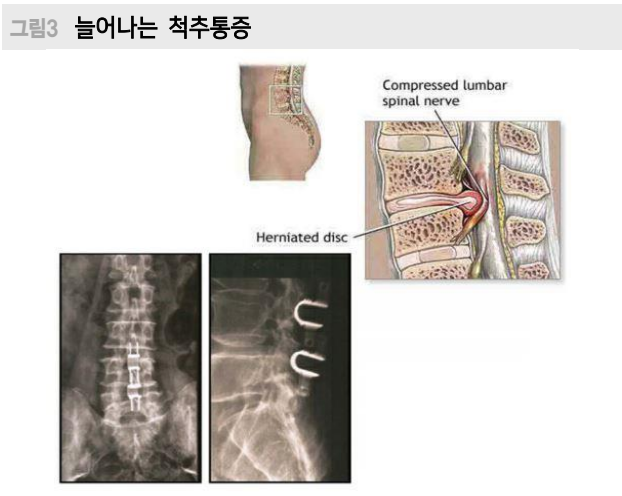 그림3 늘어나는 척추통증
Compressed lumbar
spinal nerve
Herniated disc